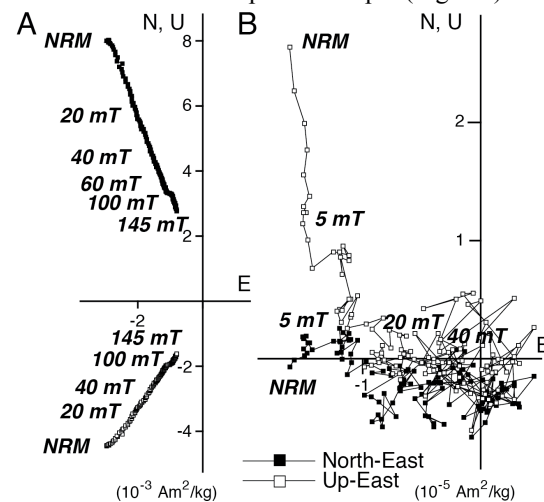 A
N, U
NRM
8
6
4
2
20 mT
40 mT
60 mT
100 mT
145 mT
E
-2
145 mT
100 mT
40 mT
20 mT
NRM
-2
-4
(10-3 Am2/kg)
B
N, U
NRM
2
1
5 mT
5 mT
20 mT
40 mT
E
-1
NRM
North-East
Up-East
(10-5 Am2/kg)